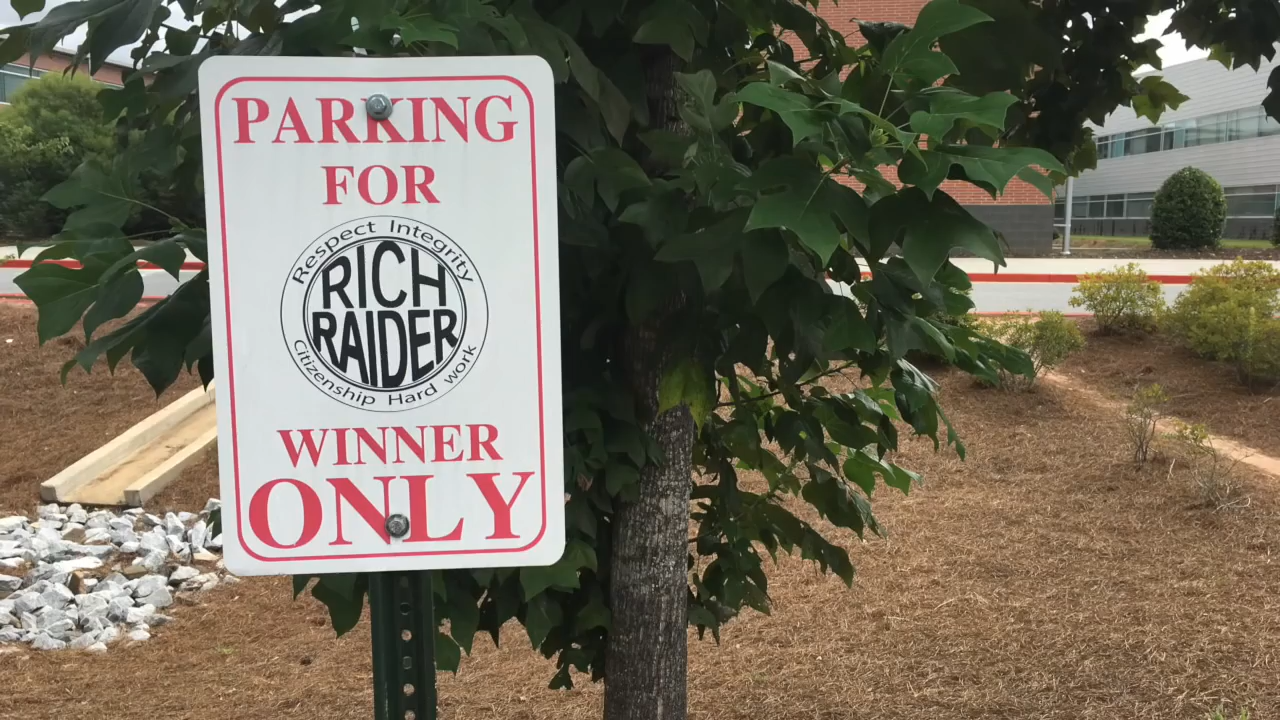 PARKING
FOR
Respect Integrity
RICH
RAIDER
Citizenship Hard work
WINNER
ONLY